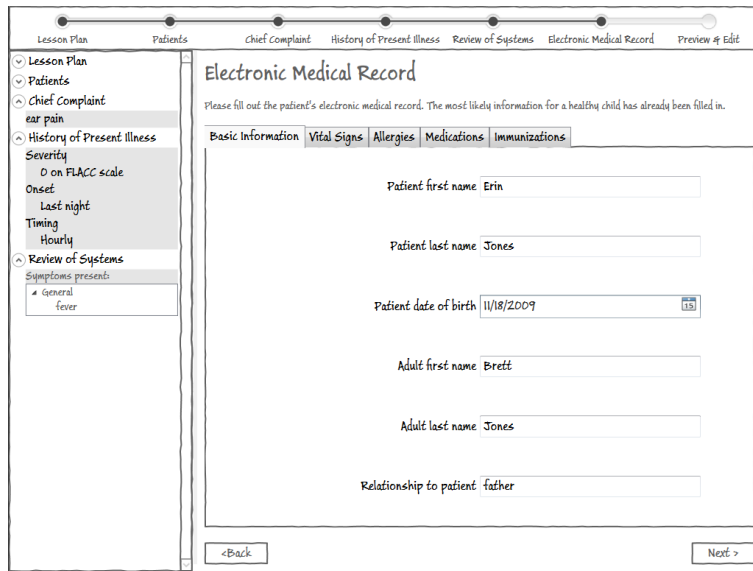 Lesson Plan Patients Chief Complaint History of Present Illness Review of Systems Electronic Medical Record Preview & Edit
Lesson Plan
Patients
Chief Complaint
ear pain
History of Present Illness
Severity
0 on FLACC scale
Onset
Last night
Timing
Hourly
Review of Systems
Symptoms present:
General
fever
Electronic Medical Record
Please fill out the patient's electronic medical record. The most likely information for a healthy child has already been filled in.
Basic Information Vital Signs Allergies Medications Immunizations
Patient first name Erin
Patient last name Jones
Patient date of birth 11/18/2009 15
Adult first name Brett
Adult last name Jones
Relationship to patient father
<Back Next >